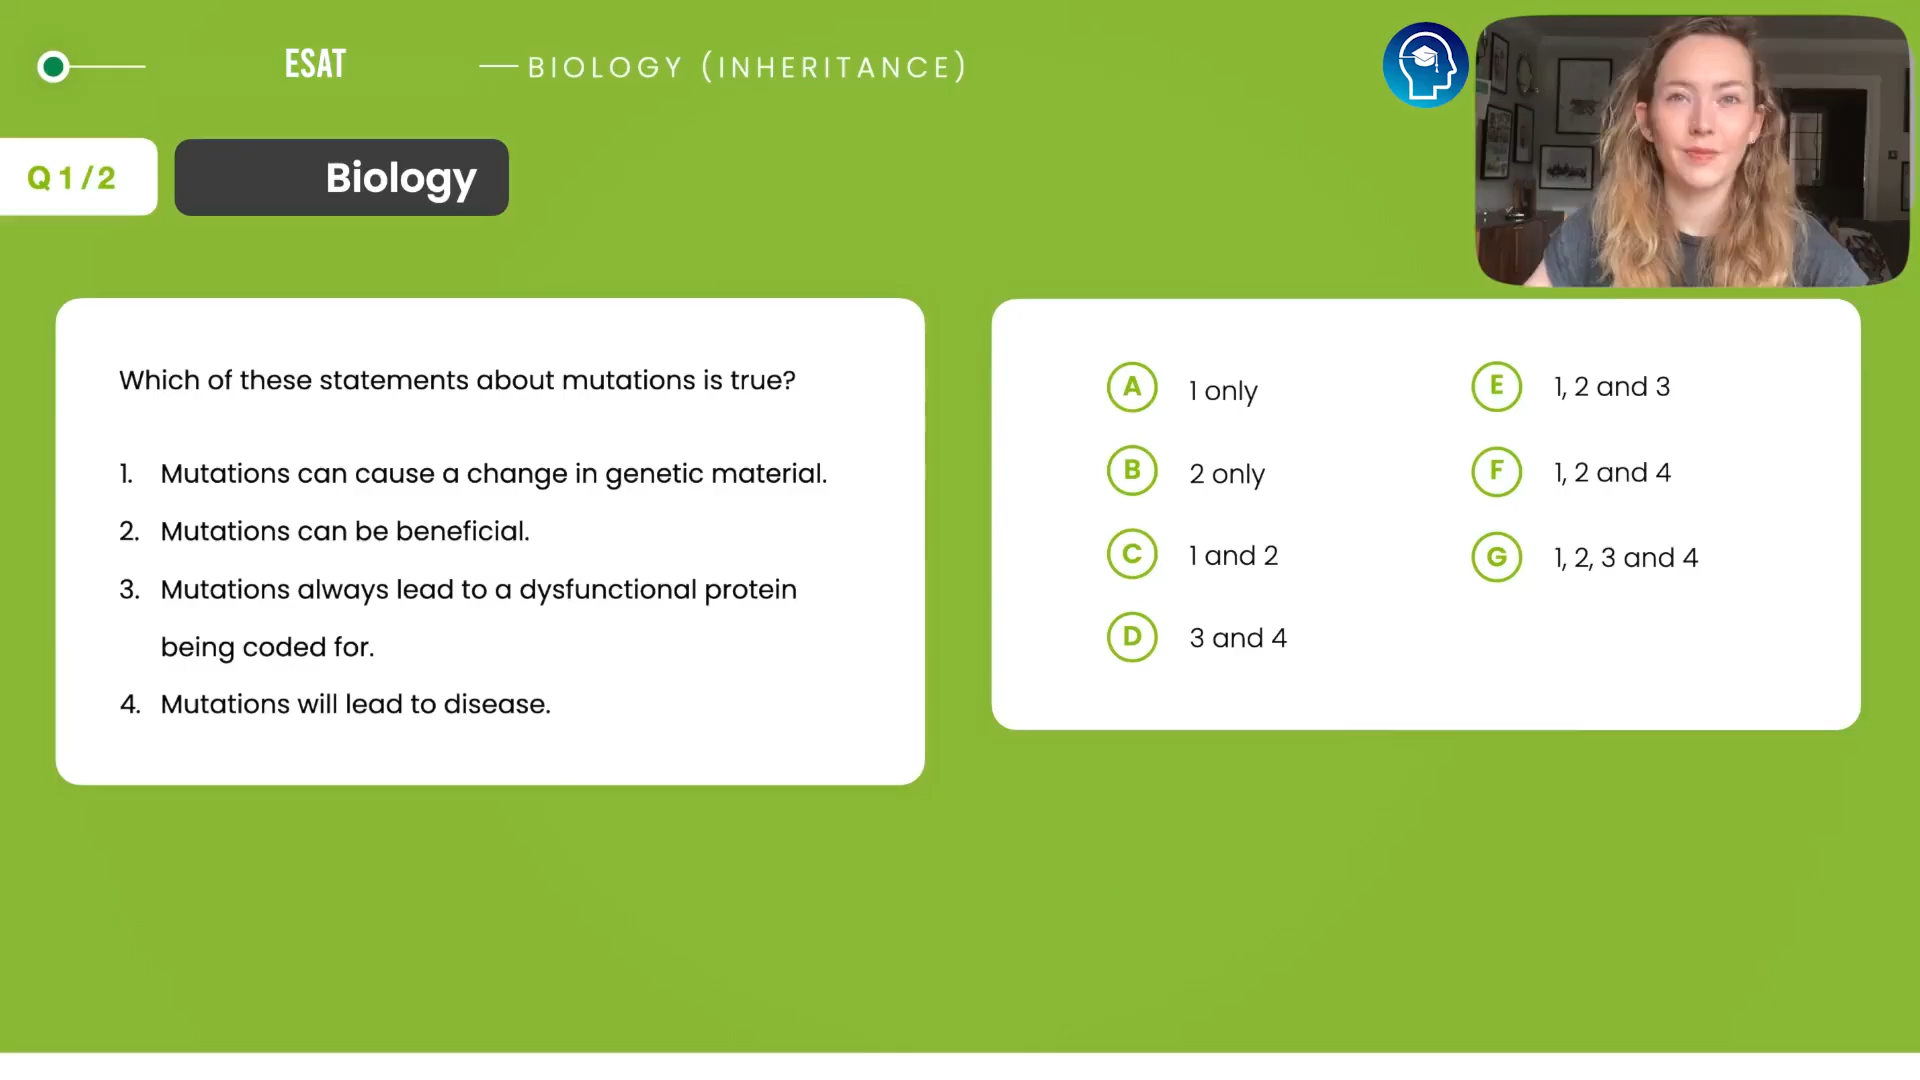 ESAT
BIOLOGY (INHERITANCE)
Q 1 / 2
Biology
Which of these statements about mutations is true?
1. Mutations can cause a change in genetic material.
2. Mutations can be beneficial.
3. Mutations always lead to a dysfunctional protein
being coded for.
4. Mutations will lead to disease.
A 1 only
B 2 only
C 1 and 2
D 3 and 4
E 1, 2 and 3
F 1, 2 and 4
G 1, 2, 3 and 4